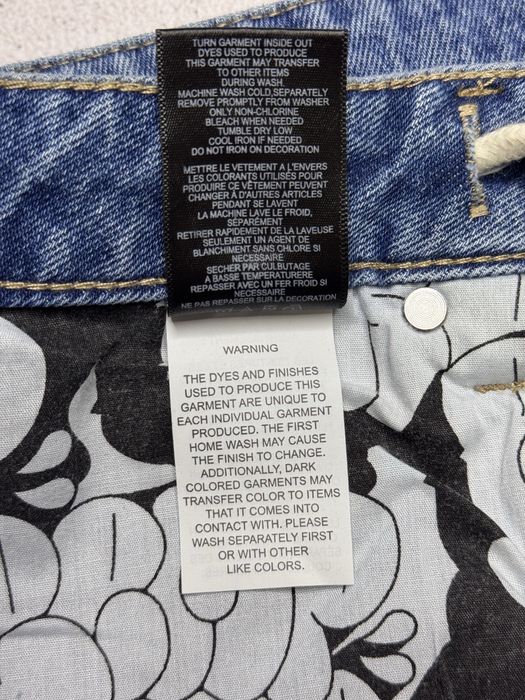 TURN GARMENT INSIDE OUT
DYES USED TO PRODUCE
THIS GARMENT MAY TRANSFER
TO OTHER ITEMS
DURING WASH
MACHINE WASH COLD,SEPARATELY
REMOVE PROMPTLY FROM WASHER
ONLY NON-CHLORINE
BLEACH WHEN NEEDED
TUMBLE DRY LOW
COOL IRON IF NEEDED
DO NOT IRON ON DECORATION
METTRE LE VETEMENT A L'ENVERS
LES COLORANTS UTILISÉS POUR
PRODUIRE CE VÊTEMENT PEUVENT
CHANGER D'AUTRES ARTICLES
PENDANT SE LAVENT
LA MACHINE LAVE LE FROID,
SÉPARÉMENT
RETIRER RAPIDEMENT DE LA LAVEUSE
SEULEMENT UN AGENT DE
BLANCHIMENT SANS CHLORE SI
NÉCESSAIRE
SECHER PAR CULBUTAGE
A BASSE TEMPERATURERE
REPASSER AVEC UN FER FROID SI
NECESSAIRE
NE PAS REPASSER SUR LA DECORATION
WARNING
THE DYES AND FINISHES
USED TO PRODUCE THIS
GARMENT ARE UNIQUE TO
EACH INDIVIDUAL GARMENT
PRODUCED. THE FIRST
HOME WASH MAY CAUSE
THE FINISH TO CHANGE.
ADDITIONALLY, DARK
COLORED GARMENTS MAY
TRANSFER COLOR TO ITEMS
THAT IT COMES INTO
CONTACT WITH. PLEASE
WASH SEPARATELY FIRST
OR WITH OTHER
LIKE COLORS.